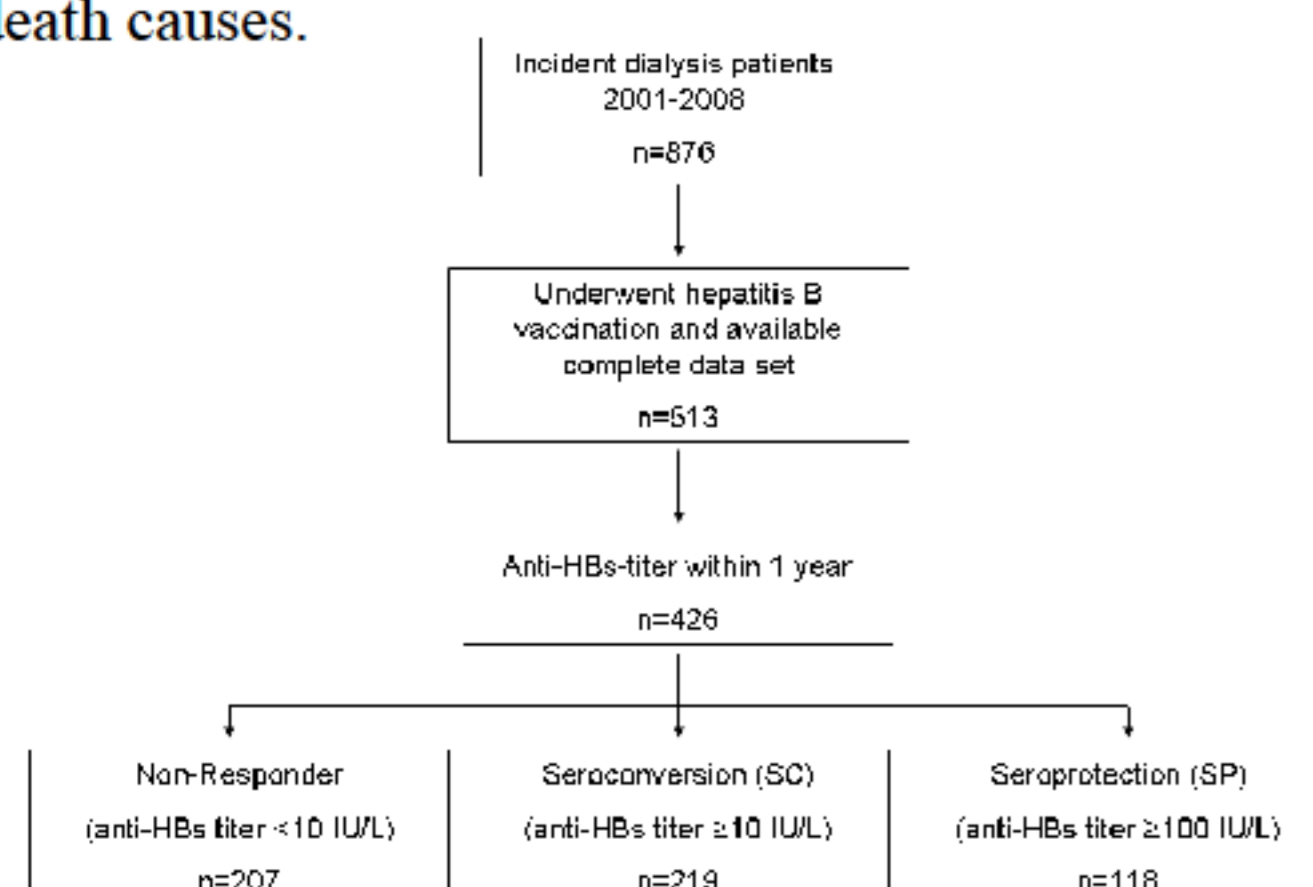 death causes.
Incident dialysis patients
2001-2008
n=876
Underwent hepatitis B
vaccination and available
complete data set
n=513
Anti-HBs-titer within 1 year
n=426
Non-Responder
(anti-HBs titer <10 IU/L)
n=207
Seroconversion (SC)
(anti-HBs titer ≥10 IU/L)
n=219
Seroprotection (SP)
(anti-HBs titer ≥100 IU/L)
n=118